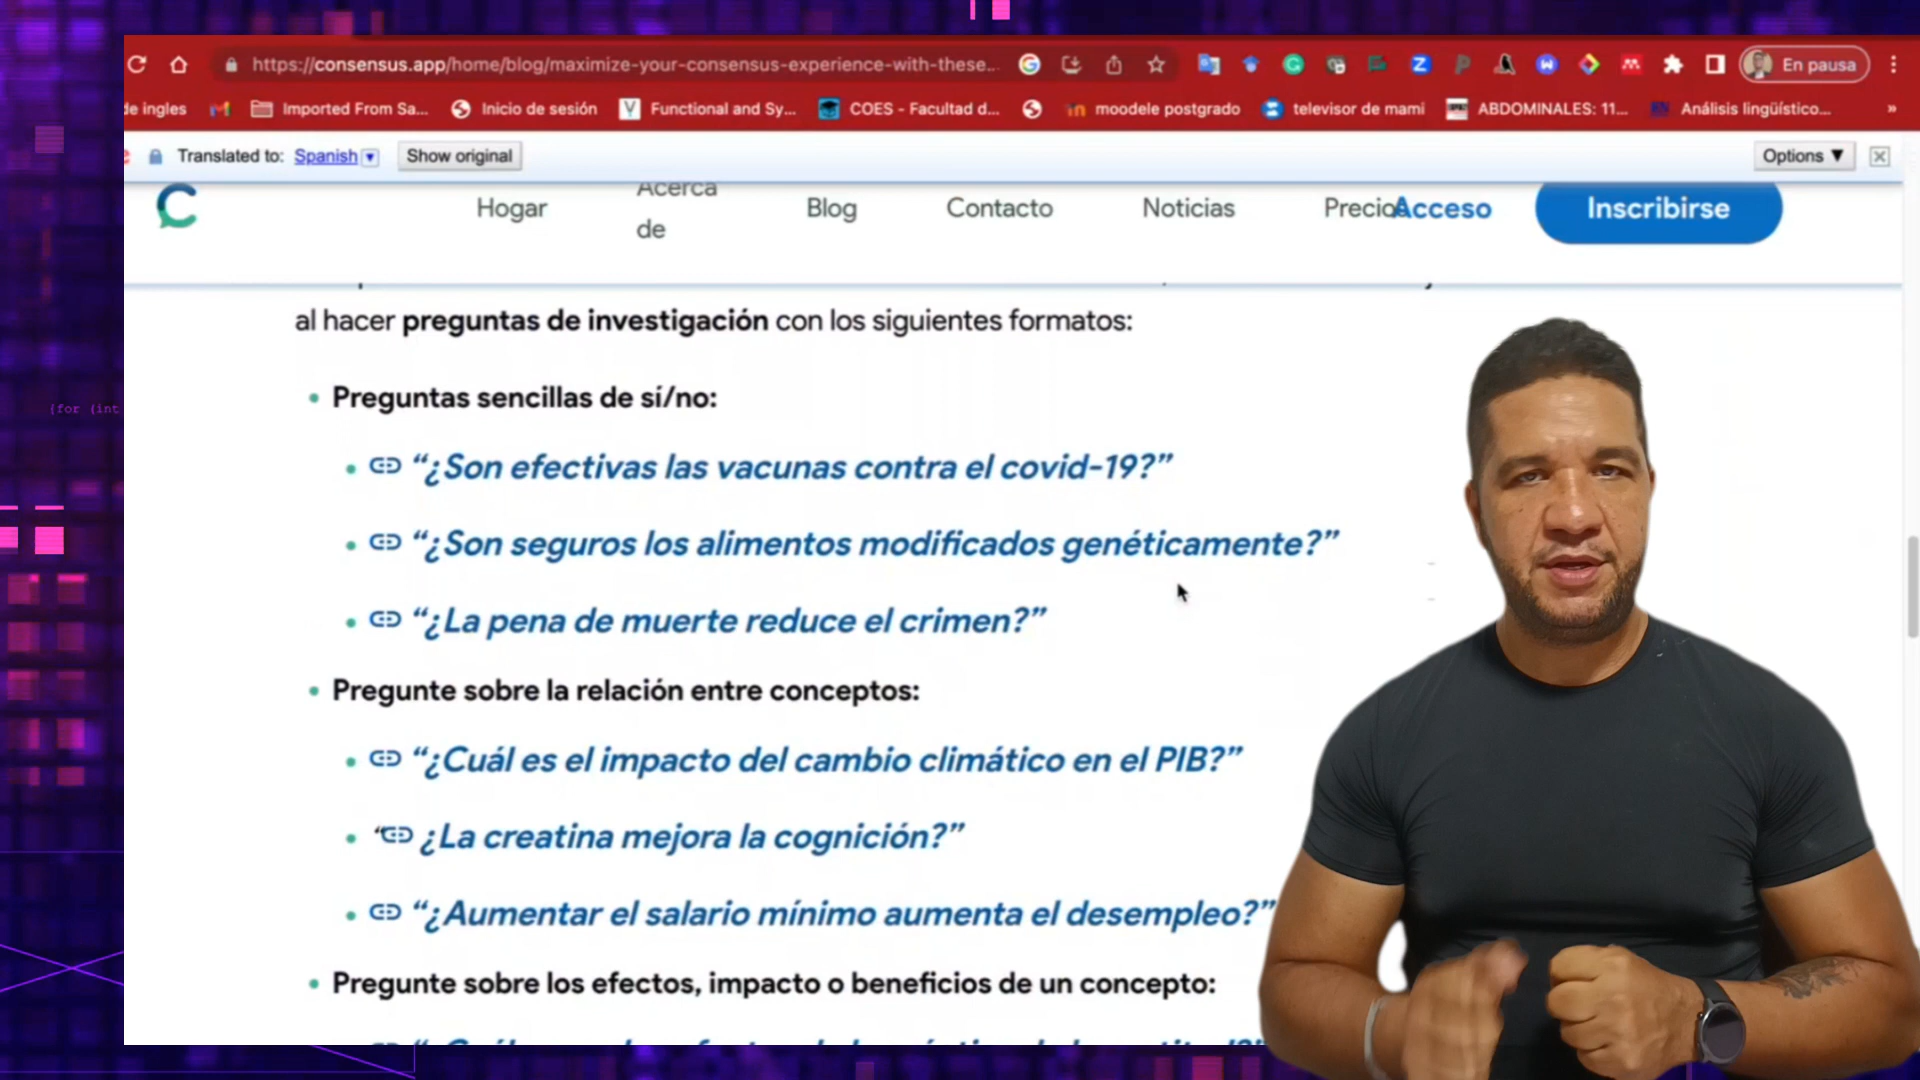 https://consensus.app/home/blog/maximize-your-consensus-experience-with-these...
En pausa
de ingles
Imported From Sa...
Inicio de sesión
Functional and Sy...
COES - Facultad d...
moodele postgrado
televisor de mami
ABDOMINALES: 11...
Análisis lingüístico...
»
Translated to: Spanish
Show original
Options ▼
Hogar
Acerca
de
Blog
Contacto
Noticias
Precios
Acceso
Inscribirse
al hacer preguntas de investigación con los siguientes formatos:
• Preguntas sencillas de sí/no:
• “¿Son efectivas las vacunas contra el covid-19?”
• “¿Son seguros los alimentos modificados genéticamente?”
• “¿La pena de muerte reduce el crimen?”
• Pregunte sobre la relación entre conceptos:
• “¿Cuál es el impacto del cambio climático en el PIB?”
• “¿La creatina mejora la cognición?”
• “¿Aumentar el salario mínimo aumenta el desempleo?”
• Pregunte sobre los efectos, impacto o beneficios de un concepto:
{for (int